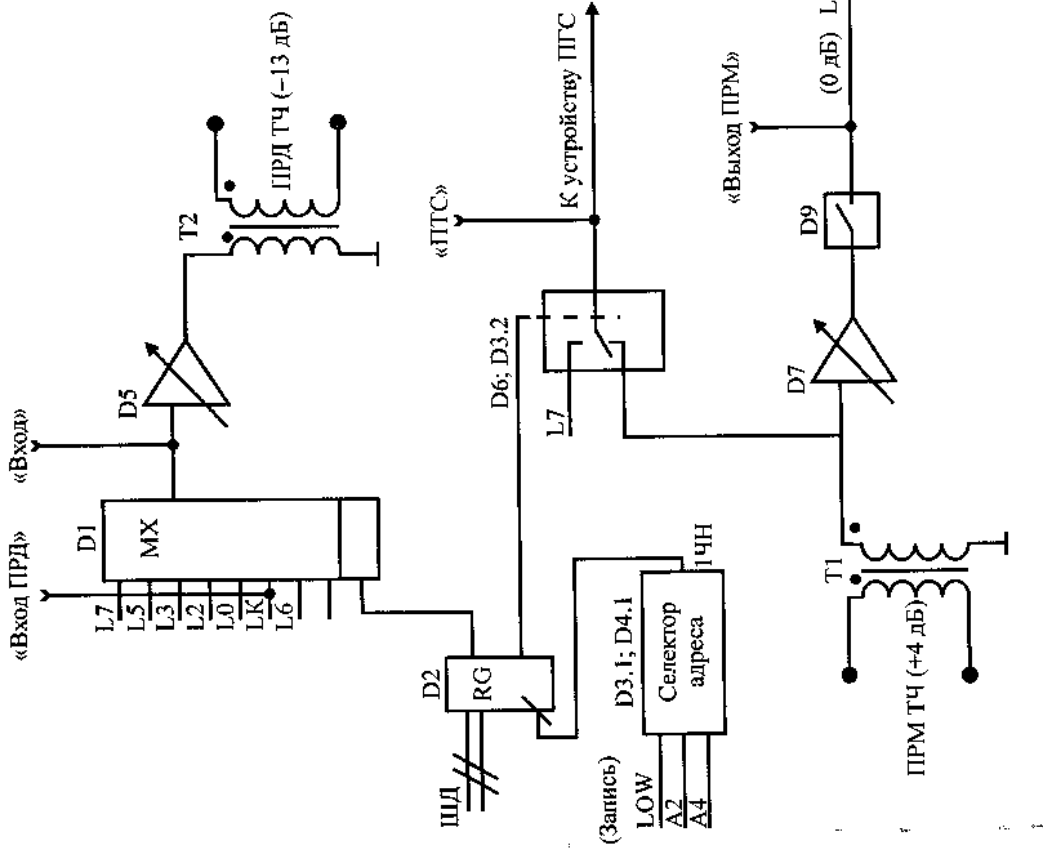 «Вход ПРД»
«Вход»
D1
MX
L7
L5
L3
L2
L0
LK
L6
D5
T2
ПРД ТЧ (−13 дБ)
«ПТС»
К устройству ПГС
D6; D3.2
L7
D2
RG
ШД
(Запись)
LOW
A2
A4
D3.1; D4.1
Селектор
адреса
1ЧН
T1
ПРМ ТЧ (+4 дБ)
D7
D9
«Выход ПРМ»
(0 дБ) L